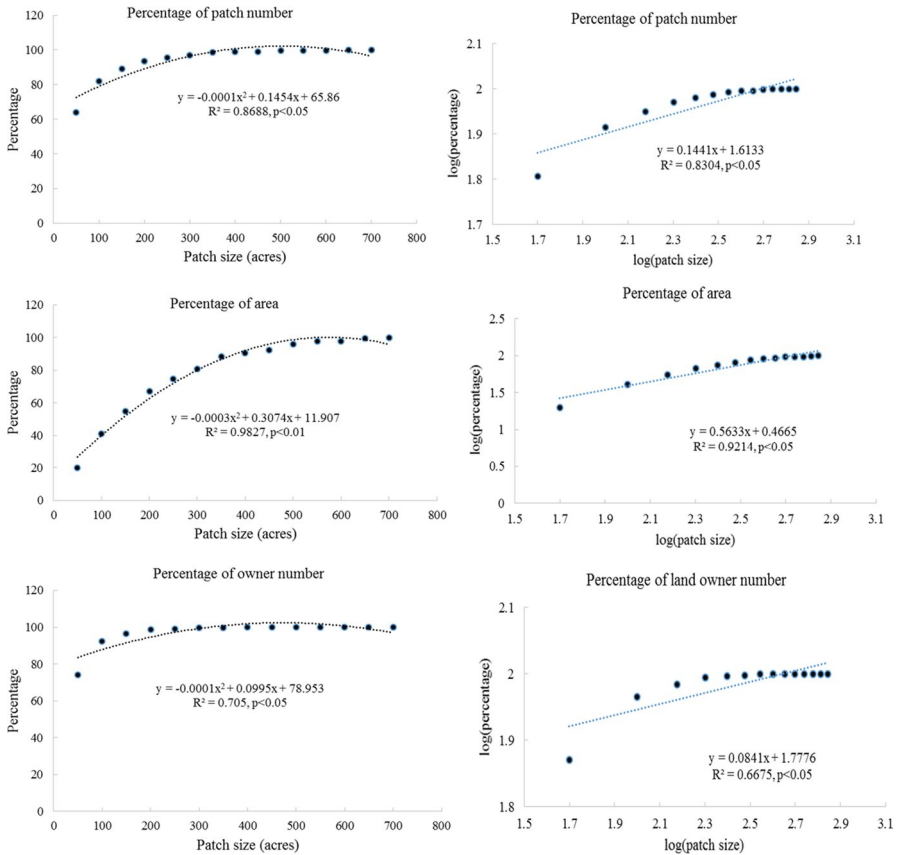 Percentage of patch number
120
100
80
60
40
20
0
Percentage
y = -0.0001x² + 0.1454x + 65.86
R² = 0.8688, p<0.05
0 100 200 300 400 500 600 700 800
Patch size (acres)
Percentage of patch number
2.1
2
1.9
1.8
1.7
log(percentage)
y = 0.1441x + 1.6133
R² = 0.8304, p<0.05
1.5 1.7 1.9 2.1 2.3 2.5 2.7 2.9 3.1
log(patch size)
Percentage of area
120
100
80
60
40
20
0
Percentage
y = -0.0003x² + 0.3074x + 11.907
R² = 0.9827, p<0.01
0 100 200 300 400 500 600 700 800
Patch size (acres)
Percentage of area
2.5
2
1.5
1
0.5
0
log(percentage)
y = 0.5633x + 0.4665
R² = 0.9214, p<0.05
1.5 1.7 1.9 2.1 2.3 2.5 2.7 2.9 3.1
log(patch size)
Percentage of owner number
120
100
80
60
40
20
0
Percentage
y = -0.0001x² + 0.0995x + 78.953
R² = 0.705, p<0.05
0 100 200 300 400 500 600 700 800
Patch size (acres)
Percentage of land owner number
2.1
2
1.9
1.8
log(percentage)
y = 0.0841x + 1.7776
R² = 0.6675, p<0.05
1.5 1.7 1.9 2.1 2.3 2.5 2.7 2.9 3.1
log(patch size)